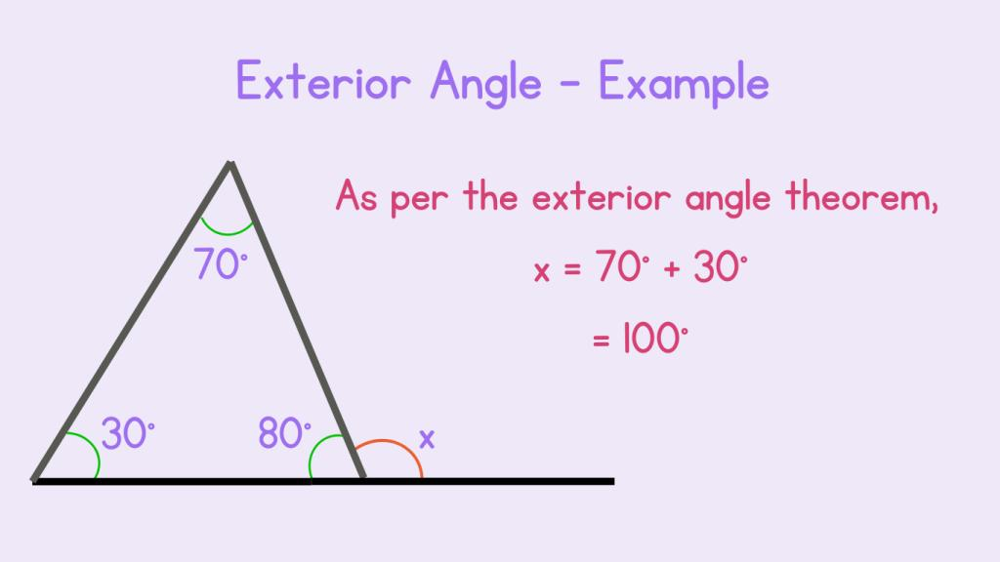 Exterior Angle - Example
As per the exterior angle theorem,
x = 70° + 30°
= 100°
70°
30°
80°
x